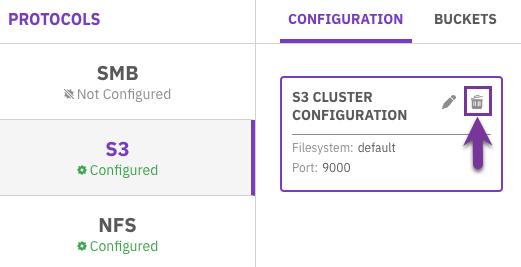 PROTOCOLS
SMB
Not Configured
S3
Configured
NFS
Configured
CONFIGURATION BUCKETS
S3 CLUSTER
CONFIGURATION
Filesystem: default
Port: 9000